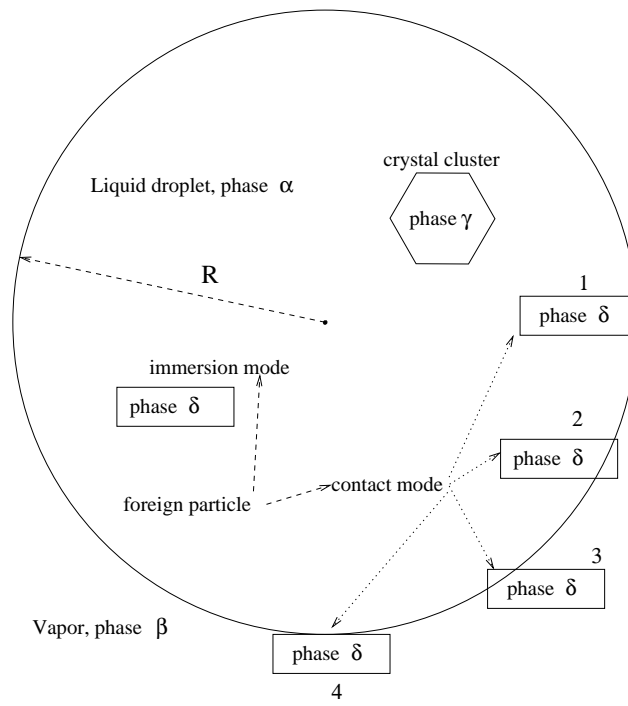 crystal cluster
Liquid droplet, phase α
phase γ
R
1
phase δ
immersion mode
phase δ
2
phase δ
contact mode
foreign particle
3
phase δ
Vapor, phase β
phase δ
4